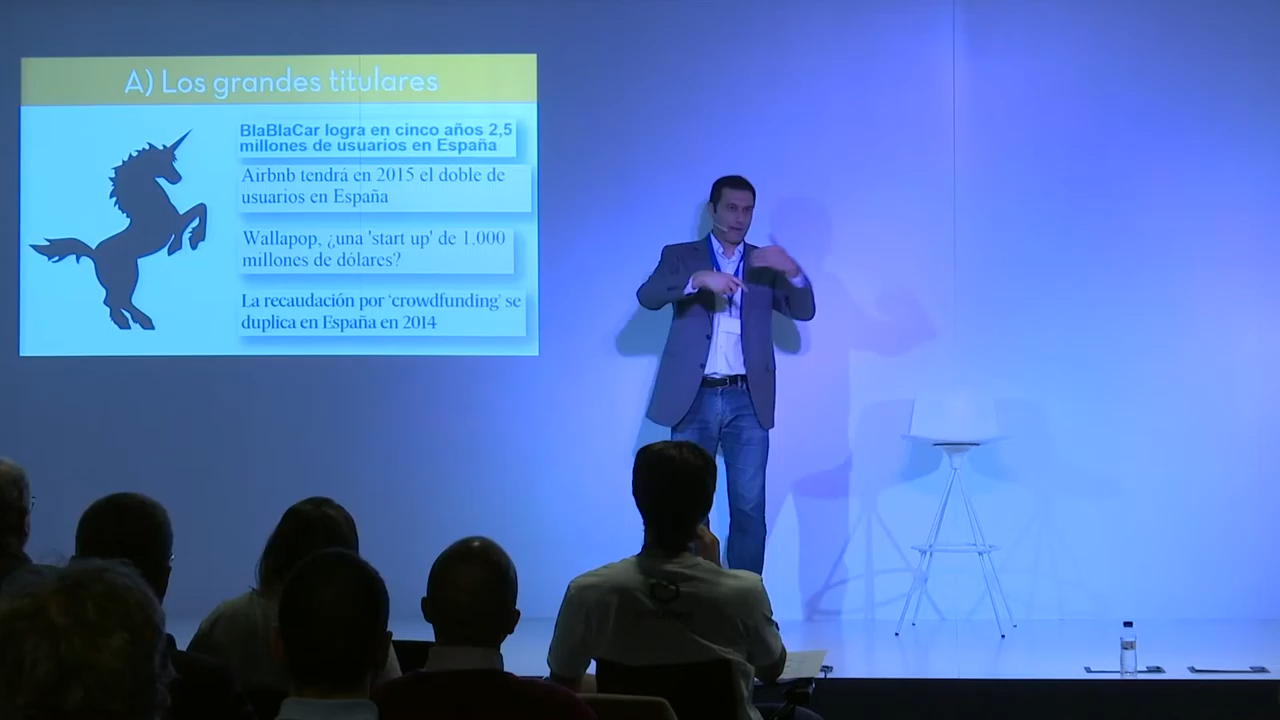 A) Los grandes titulares
BlaBlaCar logra en cinco años 2,5
millones de usuarios en España
Airbnb tendrá en 2015 el doble de
usuarios en España
Wallapop, ¿una 'start up' de 1.000
millones de dólares?
La recaudación por ‘crowdfunding’ se
duplica en España en 2014